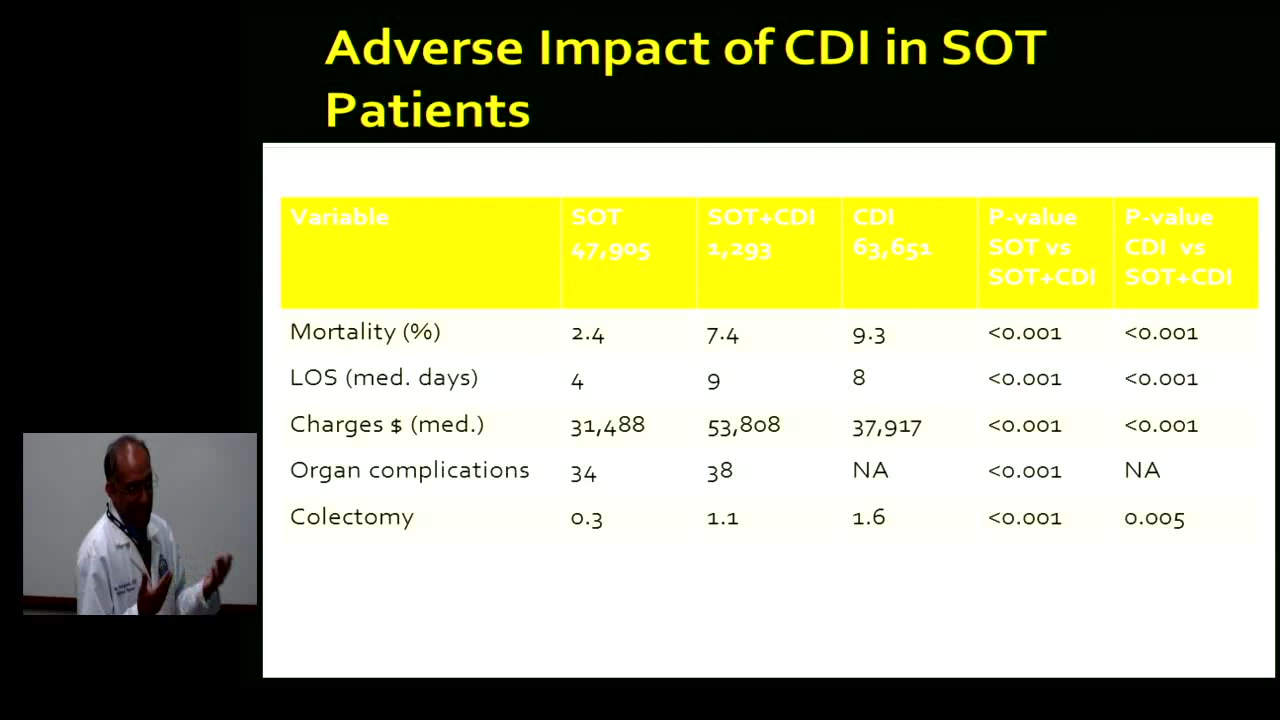 Adverse Impact of CDI in SOT
Patients
Variable SOT SOT+CDI CDI P-value P-value
47,905 1,293 63,651 SOT vs CDI vs
SOT+CDI SOT+CDI
Mortality (%) 2.4 7.4 9.3 <0.001 <0.001
LOS (med. days) 4 9 8 <0.001 <0.001
Charges $ (med.) 31,488 53,808 37,917 <0.001 <0.001
Organ complications 34 38 NA <0.001 NA
Colectomy 0.3 1.1 1.6 <0.001 0.005